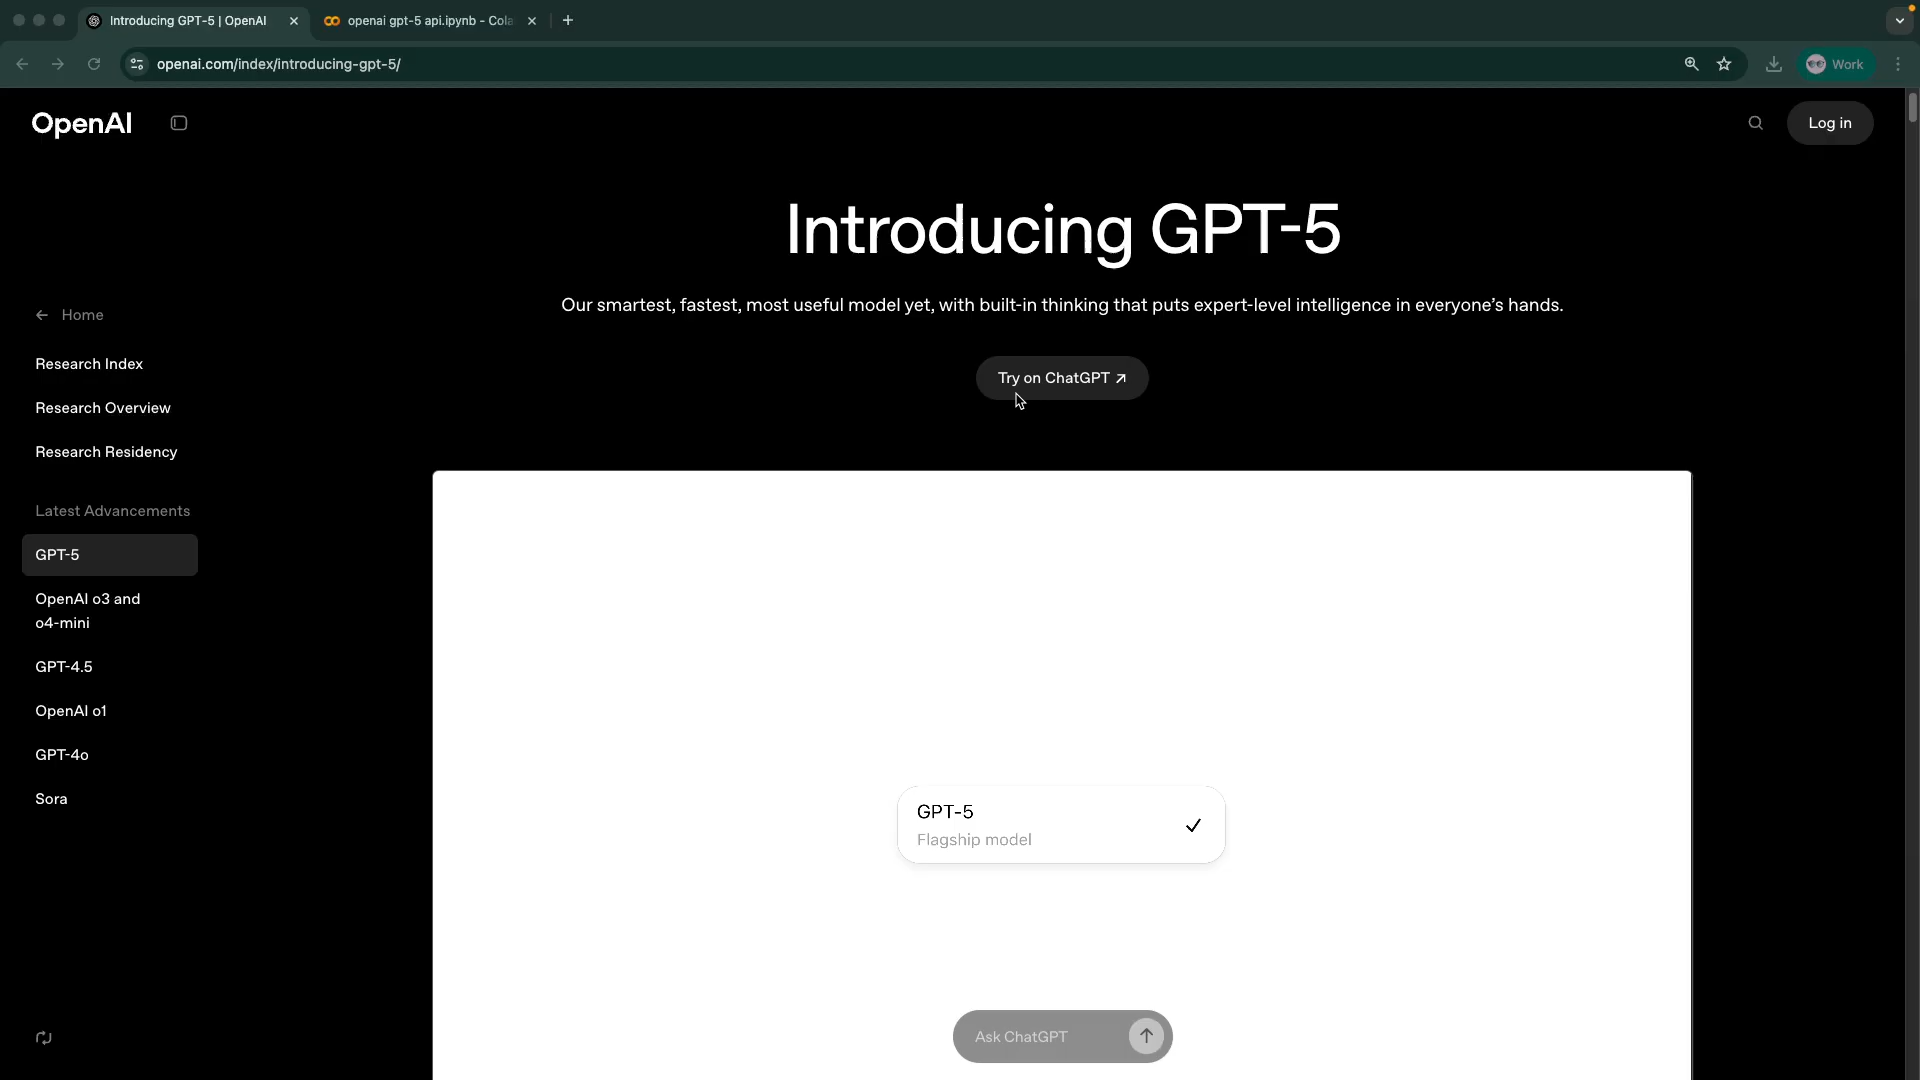 Introducing GPT-5 | OpenAI
openai gpt-5 api.ipynb - Cola
openai.com/index/introducing-gpt-5/
Work
OpenAI
Log in
Introducing GPT-5
Our smartest, fastest, most useful model yet, with built-in thinking that puts expert-level intelligence in everyone’s hands.
Try on ChatGPT
Home
Research Index
Research Overview
Research Residency
Latest Advancements
GPT-5
OpenAI o3 and
o4-mini
GPT-4.5
OpenAI o1
GPT-4o
Sora
GPT-5
Flagship model
Ask ChatGPT